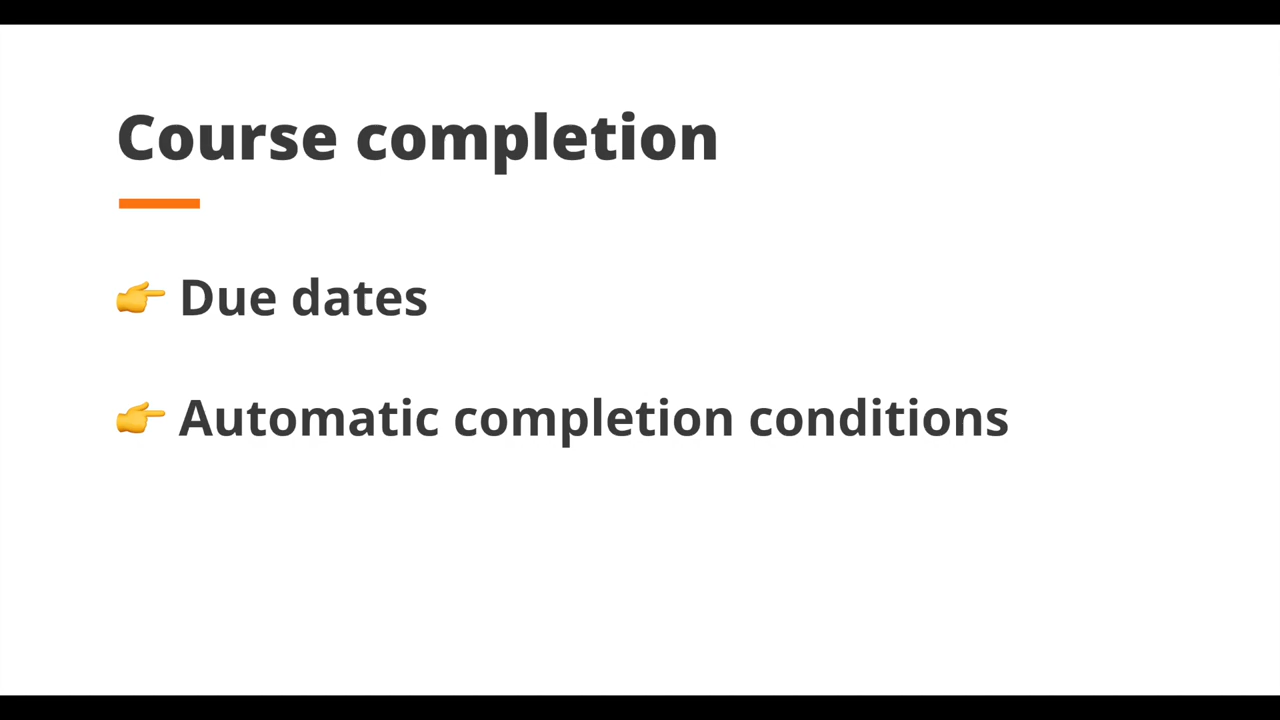 Course completion
👉 Due dates
👉 Automatic completion conditions